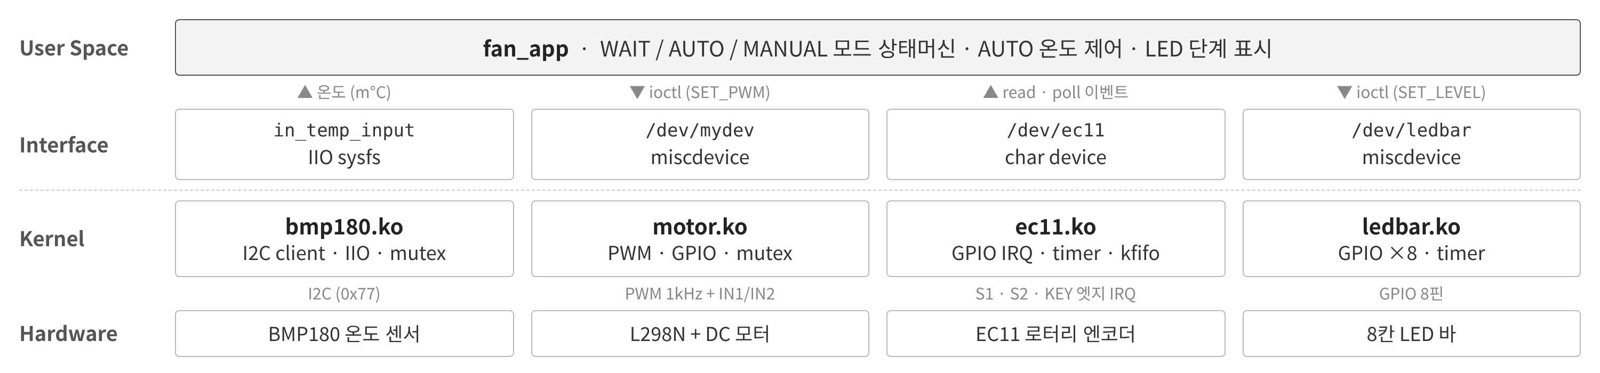 User Space
fan_app · WAIT / AUTO / MANUAL 모드 상태머신 · AUTO 온도 제어 · LED 단계 표시
▲ 온도 (m°C)
▼ ioctl (SET_PWM)
▲ read · poll 이벤트
▼ ioctl (SET_LEVEL)
Interface
in_temp_input
IIO sysfs
/dev/mydev
miscdevice
/dev/ec11
char device
/dev/ledbar
miscdevice
Kernel
bmp180.ko
I2C client · IIO · mutex
motor.ko
PWM · GPIO · mutex
ec11.ko
GPIO IRQ · timer · kfifo
ledbar.ko
GPIO ×8 · timer
I2C (0x77)
PWM 1kHz + IN1/IN2
S1 · S2 · KEY 엣지 IRQ
GPIO 8핀
Hardware
BMP180 온도 센서
L298N + DC 모터
EC11 로터리 엔코더
8칸 LED 바